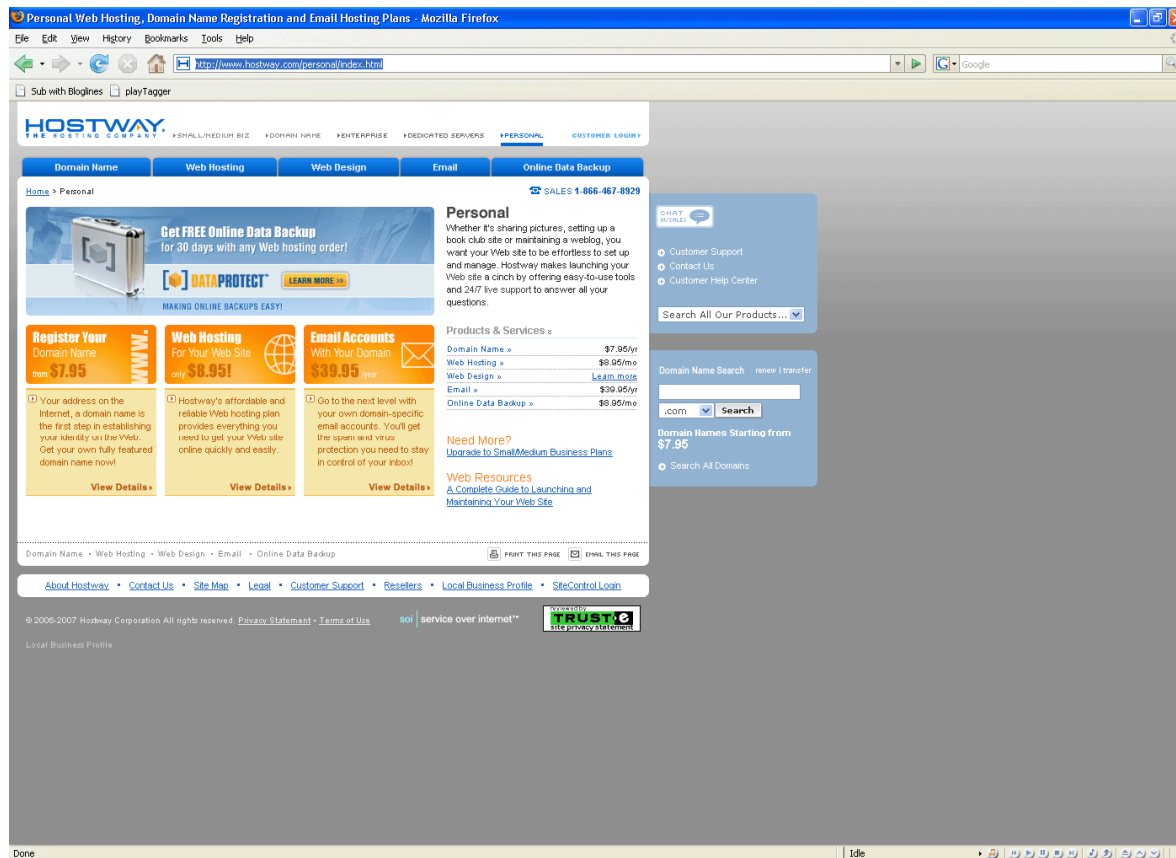 Personal Web Hosting, Domain Name Registration and Email Hosting Plans - Mozilla Firefox
File Edit View History Bookmarks Tools Help
http://www.hostway.com/personal/index.html
G Google
Sub with Bloglines playTagger
HOSTWAY.
THE HOSTING COMPANY
SMALL/MEDIUM BIZ DOMAIN NAME ENTERPRISE DEDICATED SERVERS PERSONAL CUSTOMER LOGIN
Domain Name Web Hosting Web Design Email Online Data Backup
Home > Personal
SALES 1-866-467-8929
Get FREE Online Data Backup
for 30 days with any Web hosting order!
DATAPROTECT™ LEARN MORE >>
MAKING ONLINE BACKUPS EASY!
Personal
Whether it's sharing pictures, setting up a
book club site or maintaining a weblog, you
want your Web site to be effortless to set up
and manage. Hostway makes launching your
Web site a cinch by offering easy-to-use tools
and 24/7 live support to answer all your
questions.
Register Your
Domain Name
from $7.95
WWW.
Web Hosting
For Your Web Site
only $8.95!
Email Accounts
With Your Domain
$39.95 /year
Your address on the
Internet, a domain name is
the first step in establishing
your identity on the Web.
Get your own fully featured
domain name now!
View Details
Hostway's affordable and
reliable Web hosting plan
provides everything you
need to get your Web site
online quickly and easily.
View Details
Go to the next level with
your own domain-specific
email accounts. You'll get
the spam and virus
protection you need to stay
in control of your inbox!
View Details
Products & Services »
Domain Name » $7.95/yr
Web Hosting » $8.95/mo
Web Design » Learn more
Email » $39.95/yr
Online Data Backup » $8.95/mo
Need More?
Upgrade to Small/Medium Business Plans
Web Resources
A Complete Guide to Launching and
Maintaining Your Web Site
CHAT
W/SALES
Customer Support
Contact Us
Customer Help Center
Search All Our Products...
Domain Name Search renew | transfer
.com Search
Domain Names Starting from
$7.95
Search All Domains
Domain Name • Web Hosting • Web Design • Email • Online Data Backup
PRINT THIS PAGE EMAIL THIS PAGE
About Hostway • Contact Us • Site Map • Legal • Customer Support • Resellers • Local Business Profile • SiteControl Login
© 2006-2007 Hostway Corporation All rights reserved. Privacy Statement • Terms of Use
soi | service over internet™
reviewed by
TRUSTe
site privacy statement
Local Business Profile
Done Idle